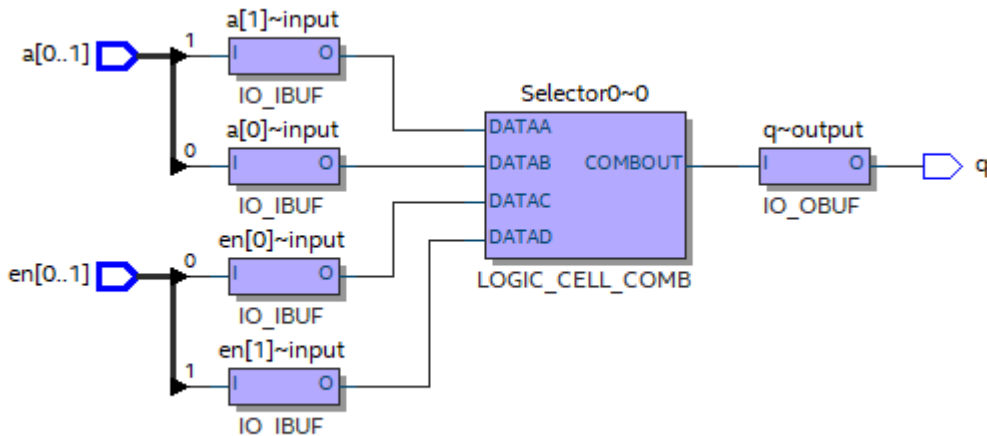 a[1]~input
a[0..1]
1
I
O
IO_IBUF
Selector0~0
a[0]~input
DATAA
q~output
0
I
O
DATAB
COMBOUT
I
O
q
IO_IBUF
DATAC
IO_OBUF
en[0]~input
DATAD
en[0..1]
0
I
O
LOGIC_CELL_COMB
IO_IBUF
en[1]~input
1
I
O
IO_IBUF